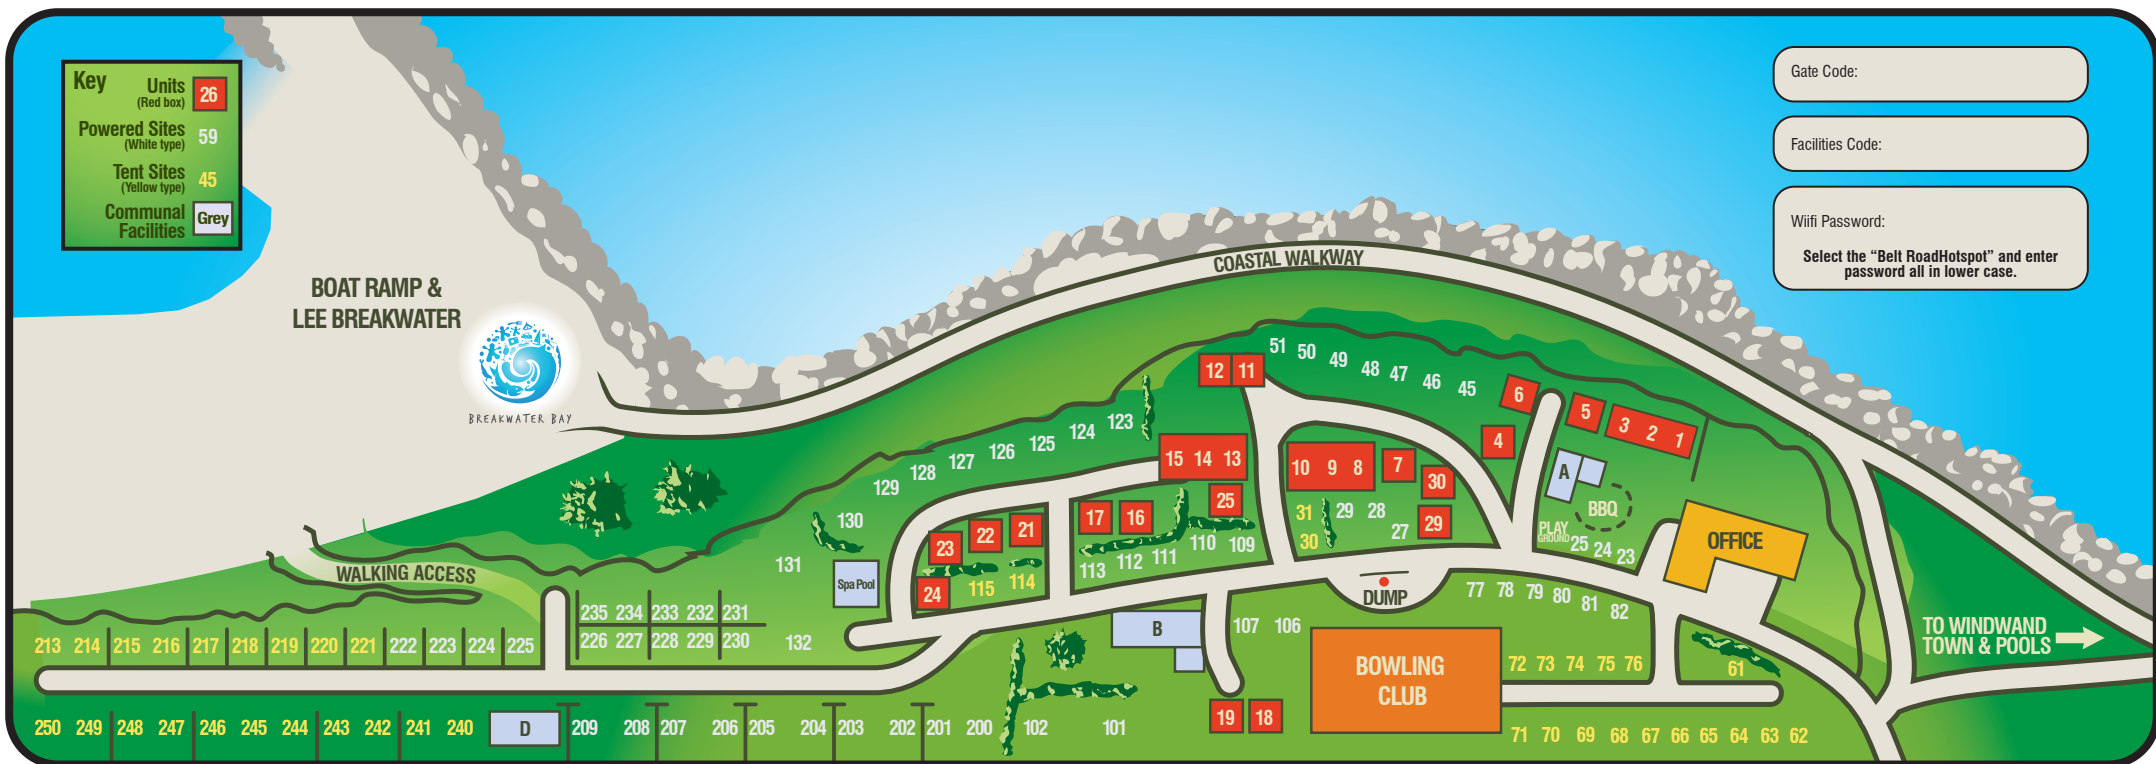 Key
Units
(Red box)
26
Powered Sites
(White type)
59
Tent Sites
(Yellow type)
45
Communal
Facilities
Grey
Gate Code:
Facilities Code:
Wiifi Password:
Select the “Belt RoadHotspot” and enter
password all in lower case.
BOAT RAMP &
LEE BREAKWATER
BREAKWATER BAY
COASTAL WALKWAY
12 11
51 50 49 48 47 46 45
6
5
3 2 1
4
123
124
125
126
127
128
129
130
131
132
15 14 13
10 9 8
7
30
29
25
17 16
21
22
23
24
31
30
29 28
27
A
BBQ
PLAY
GROUND
25 24 23
OFFICE
113 112 111 110 109
115 114
Spa Pool
WALKING ACCESS
DUMP
77 78 79 80 81 82
235 234 233 232 231
226 227 228 229 230
B
107 106
BOWLING
CLUB
72 73 74 75 76
61
TO WINDWAND
TOWN & POOLS
213 214 215 216 217 218 219 220 221 222 223 224 225
250 249 248 247 246 245 244 243 242 241 240
D
209 208 207 206 205 204 203 202 201 200 102 101
19 18
71 70 69 68 67 66 65 64 63 62